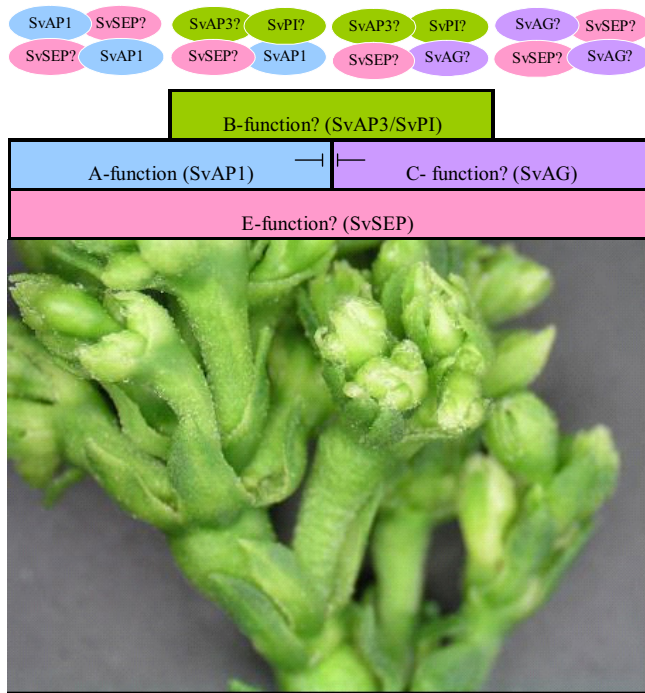 SvAP1 SvSEP? SvAP3? SvPI? SvAP3? SvPI? SvAG? SvSEP?
SvSEP? SvAP1 SvSEP? SvAP1 SvSEP? SvAG? SvSEP? SvAG?
B-function? (SvAP3/SvPI)
A-function (SvAP1) C- function? (SvAG)
E-function? (SvSEP)